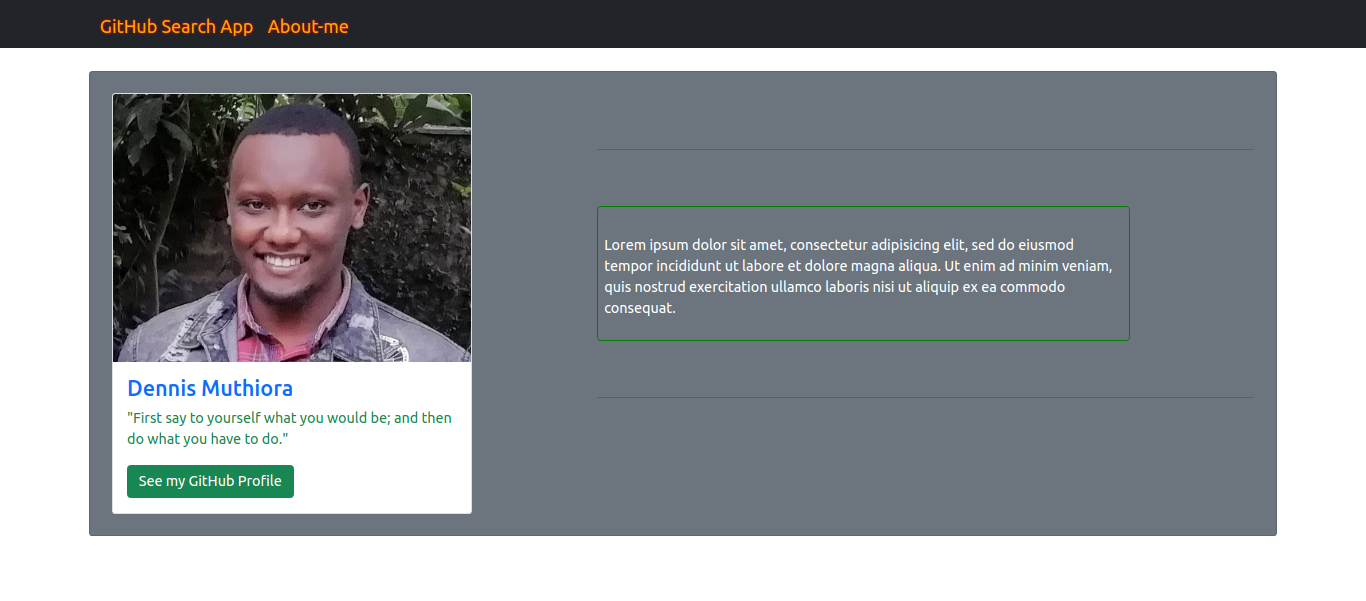 GitHub Search App About-me
Dennis Muthiora
"First say to yourself what you would be; and then
do what you have to do."
See my GitHub Profile
Lorem ipsum dolor sit amet, consectetur adipisicing elit, sed do eiusmod
tempor incididunt ut labore et dolore magna aliqua. Ut enim ad minim veniam,
quis nostrud exercitation ullamco laboris nisi ut aliquip ex ea commodo
consequat.